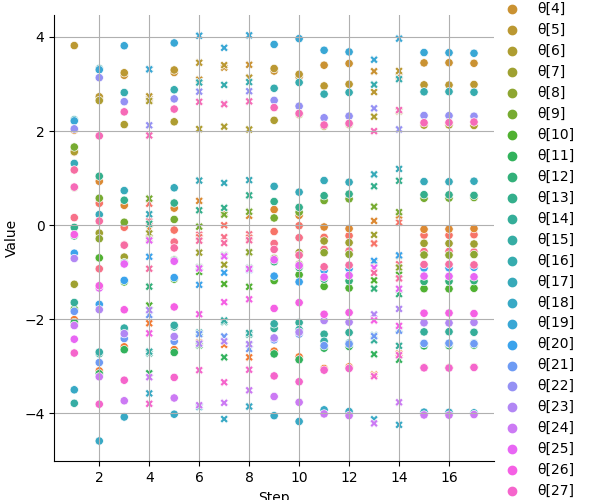 Value
4
2
0
−2
−4
2
4
6
8
10
12
14
16
Step
θ[4]
θ[5]
θ[6]
θ[7]
θ[8]
θ[9]
θ[10]
θ[11]
θ[12]
θ[13]
θ[14]
θ[15]
θ[16]
θ[17]
θ[18]
θ[19]
θ[20]
θ[21]
θ[22]
θ[23]
θ[24]
θ[25]
θ[26]
θ[27]